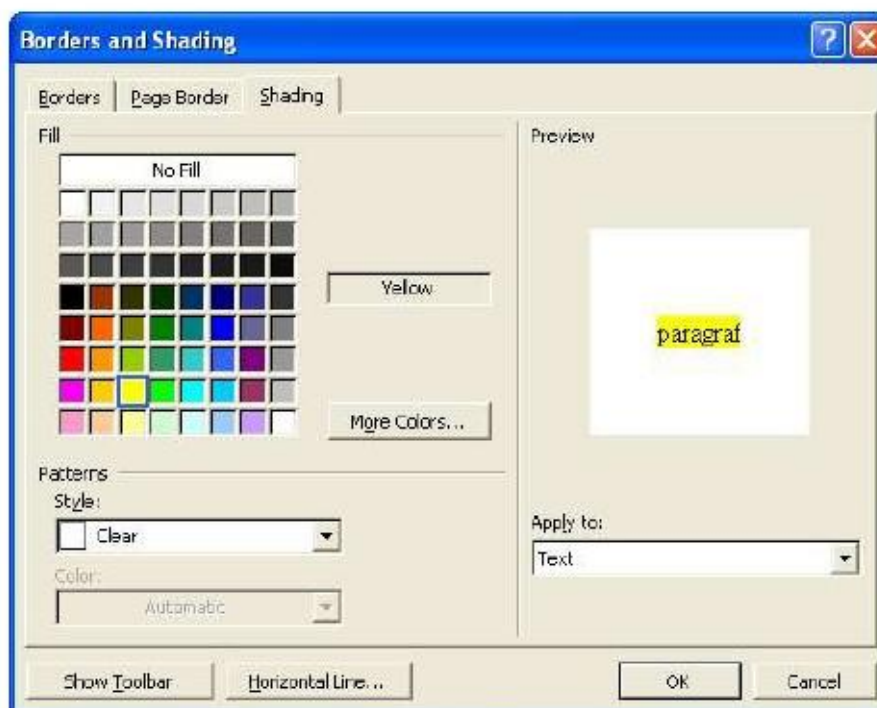 Borders and Shading
Borders
Page Border
Shading
Fill
No Fill
Yellow
More Colors...
Patterns
Style:
Clear
Color:
Automatic
Preview
paragraf
Apply to:
Text
Show Toolbar
Horizontal Line...
OK
Cancel